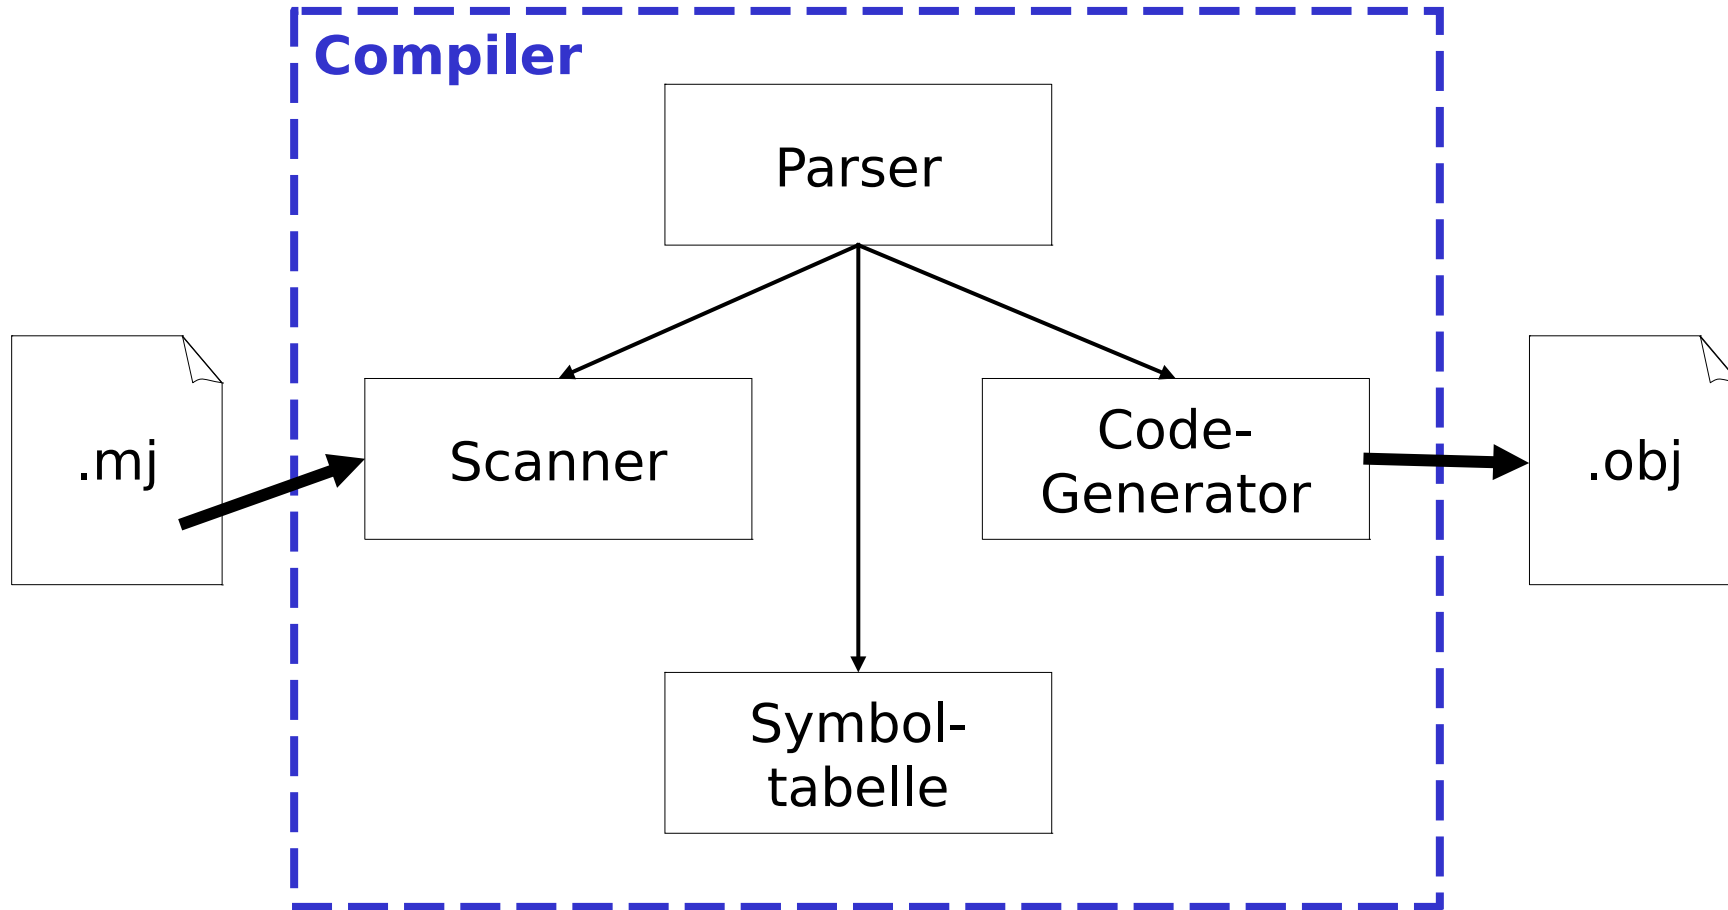 Compiler
Parser
.mj
Scanner
Code-
Generator
.obj
Symbol-
tabelle